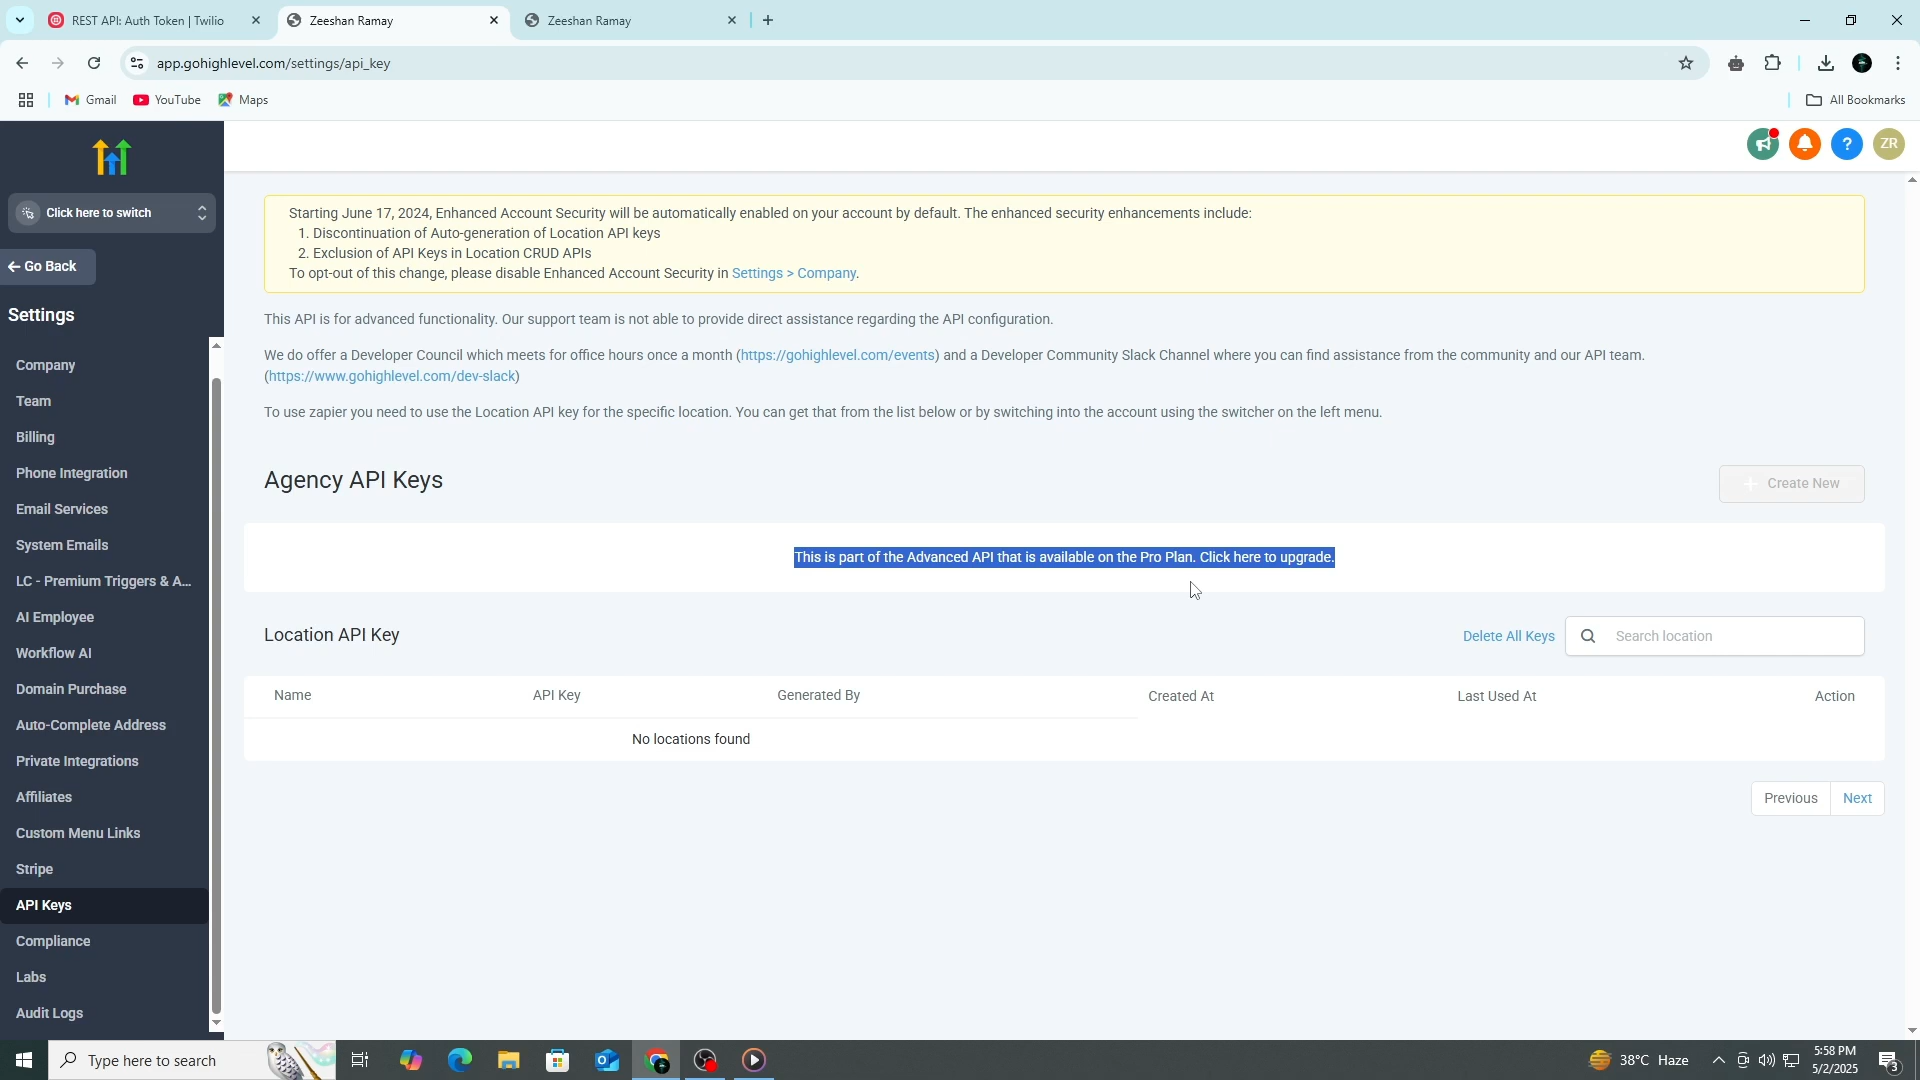 REST API: Auth Token | Twilio
Zeeshan Ramay
Zeeshan Ramay
app.gohighlevel.com/settings/api_key
Gmail
YouTube
Maps
All Bookmarks
ZR
Click here to switch
Go Back
Settings
Company
Team
Billing
Phone Integration
Email Services
System Emails
LC - Premium Triggers & A...
AI Employee
Workflow AI
Domain Purchase
Auto-Complete Address
Private Integrations
Affiliates
Custom Menu Links
Stripe
API Keys
Compliance
Labs
Audit Logs
Starting June 17, 2024, Enhanced Account Security will be automatically enabled on your account by default. The enhanced security enhancements include:
1. Discontinuation of Auto-generation of Location API keys
2. Exclusion of API Keys in Location CRUD APIs
To opt-out of this change, please disable Enhanced Account Security in Settings > Company.
This API is for advanced functionality. Our support team is not able to provide direct assistance regarding the API configuration.
We do offer a Developer Council which meets for office hours once a month (https://gohighlevel.com/events) and a Developer Community Slack Channel where you can find assistance from the community and our API team.
(https://www.gohighlevel.com/dev-slack)
To use zapier you need to use the Location API key for the specific location. You can get that from the list below or by switching into the account using the switcher on the left menu.
Agency API Keys
Create New
This is part of the Advanced API that is available on the Pro Plan. Click here to upgrade.
Location API Key
Delete All Keys
Search location
Name API Key Generated By Created At Last Used At Action
No locations found
Previous
Next
Type here to search
38°C Haze
5:58 PM
5/2/2025
3